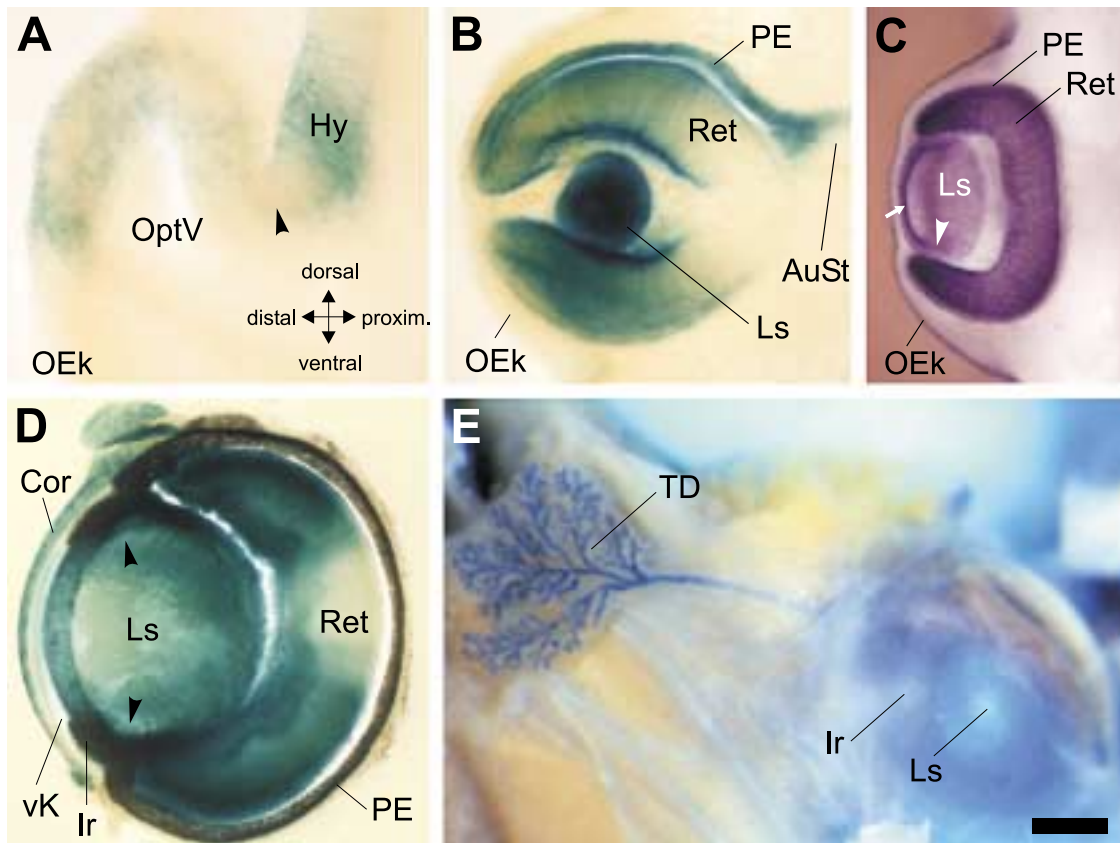 A
Hy
OptV
dorsal
distal
proxim.
ventral
OEk
B
PE
Ret
AuSt
Ls
OEk
C
PE
Ret
Ls
OEk
D
Cor
Ls
Ret
vK
Ir
PE
E
TD
Ir
Ls